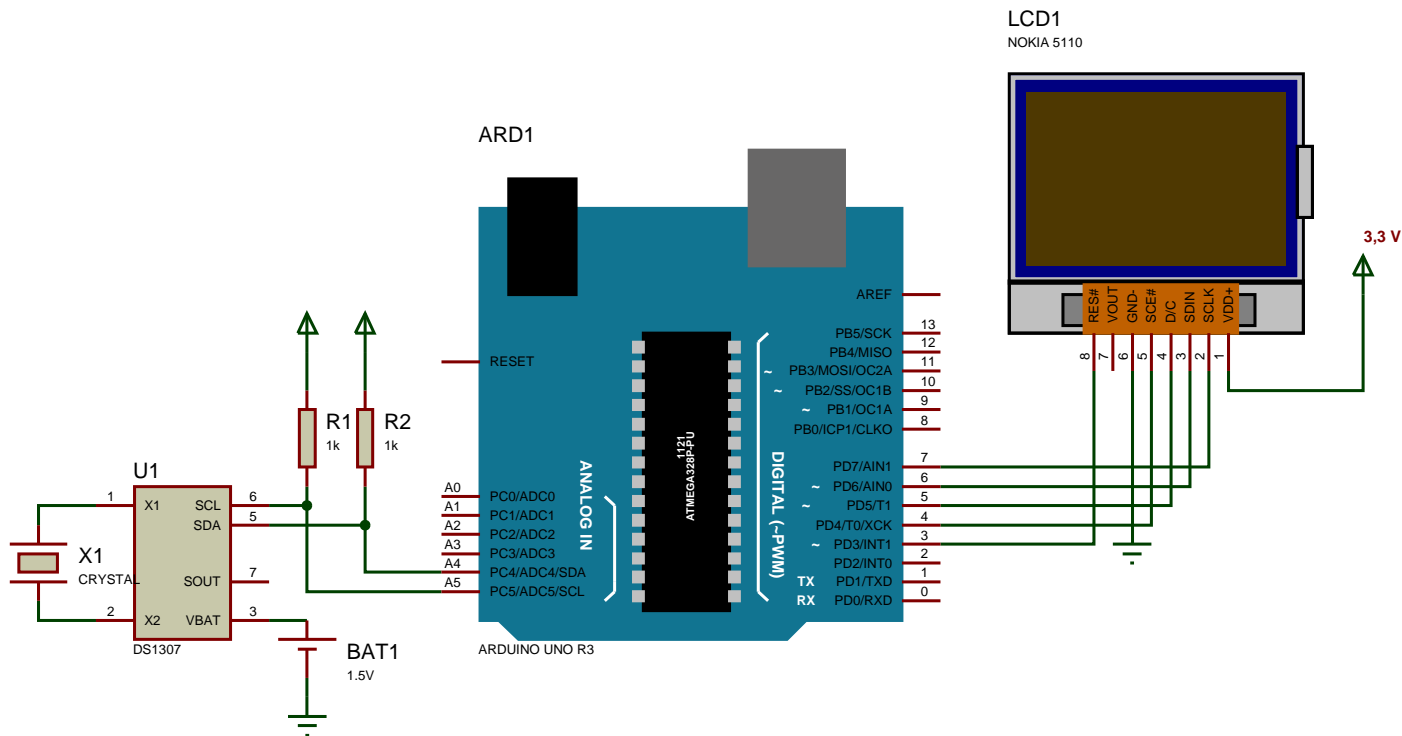 LCD1
NOKIA 5110
3,3 V
RES#
VOUT
GND-
SCE#
D/C
SDIN
SCLK
VDD+
8
7
6
5
4
3
2
1
ARD1
RESET
AREF
PB5/SCK 13
PB4/MISO 12
~ PB3/MOSI/OC2A 11
~ PB2/SS/OC1B 10
~ PB1/OC1A 9
PB0/ICP1/CLKO 8
PD7/AIN1 7
~ PD6/AIN0 6
~ PD5/T1 5
PD4/T0/XCK 4
~ PD3/INT1 3
PD2/INT0 2
TX PD1/TXD 1
RX PD0/RXD 0
DIGITAL (~PWM)
1121
ATMEGA328P-PU
ANALOG IN
A0 PC0/ADC0
A1 PC1/ADC1
A2 PC2/ADC2
A3 PC3/ADC3
A4 PC4/ADC4/SDA
A5 PC5/ADC5/SCL
ARDUINO UNO R3
R1
1k
R2
1k
U1
1 X1
2 X2
SCL 6
SDA 5
SOUT 7
VBAT 3
DS1307
X1
CRYSTAL
BAT1
1.5V